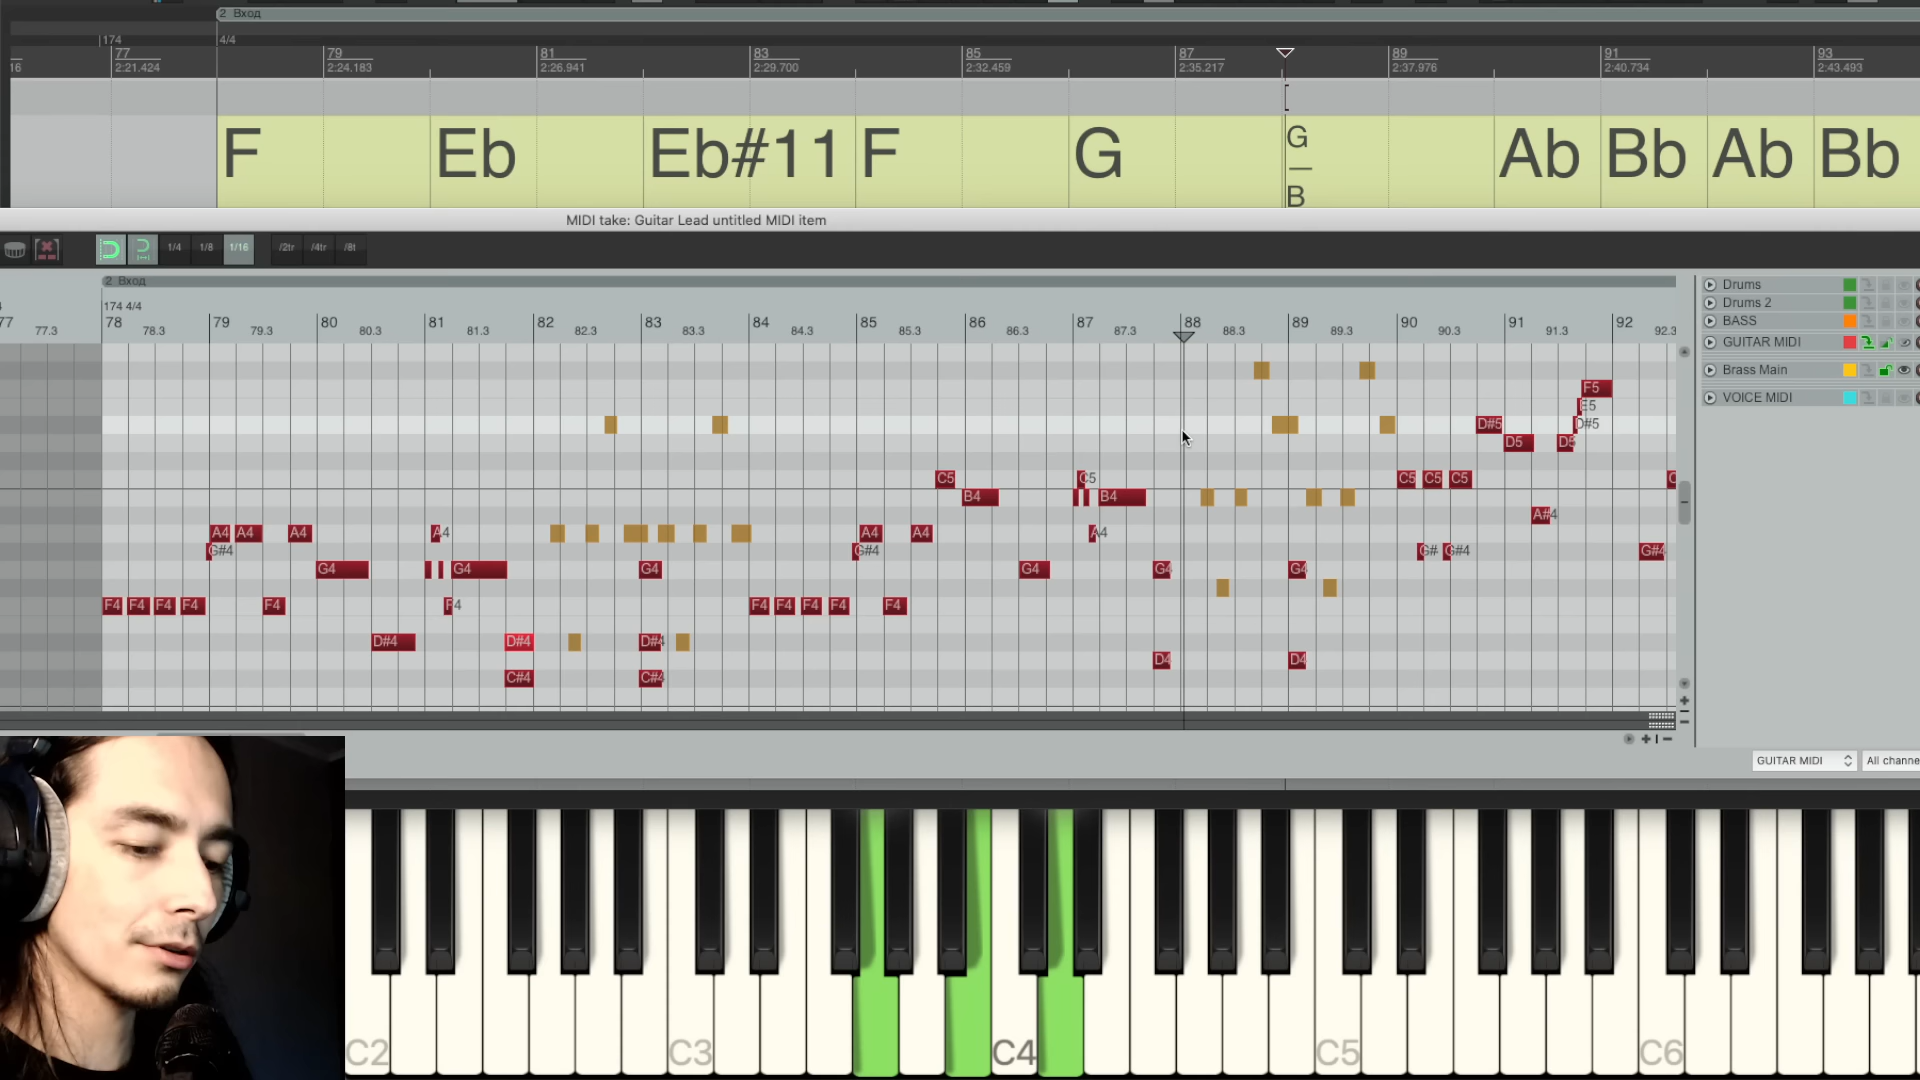 2 Вход
174
4/4
16
77
2:21.424
79
2:24.183
81
2:26.941
83
2:29.700
85
2:32.459
87
2:35.217
89
2:37.976
91
2:40.734
93
2:43.493
[
F Eb Eb#11 F G G — B Ab Bb Ab Bb
MIDI take: Guitar Lead untitled MIDI item
1/4 1/8 1/16 /2tr /4tr /8t
2 Вход
174 4/4
77 77.3 78 78.3 79 79.3 80 80.3 81 81.3 82 82.3 83 83.3 84 84.3 85 85.3 86 86.3 87 87.3 88 88.3 89 89.3 90 90.3 91 91.3 92 92.3
Drums
Drums 2
BASS
GUITAR MIDI
Brass Main
VOICE MIDI
F5
E5
D#5 D#5
D5 D5
C5 C5 C5 C5 C5 C
B4 B4
A#4
A4 A4 A4 A4 A4 A4 A4
G#4 G#4 G# G#4 G#4
G4 G4 G4 G4 G4 G4
F4 F4 F4 F4 F4 F4 F4 F4 F4 F4 F4
D#4 D#4 D#4
D4 D4
C#4 C#4
GUITAR MIDI
All channe
C2 C3 C4 C5 C6